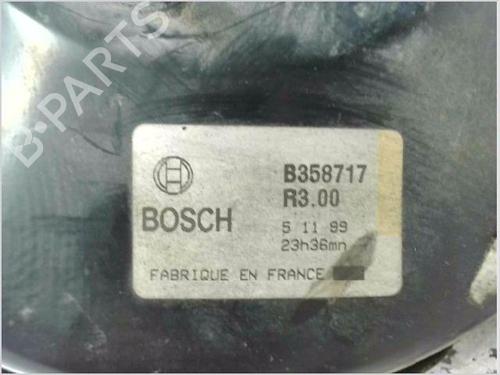 B-PARTS
BOSCH
B358717
R3.00
5 11 99
23h36mn
FABRIQUE EN FRANCE